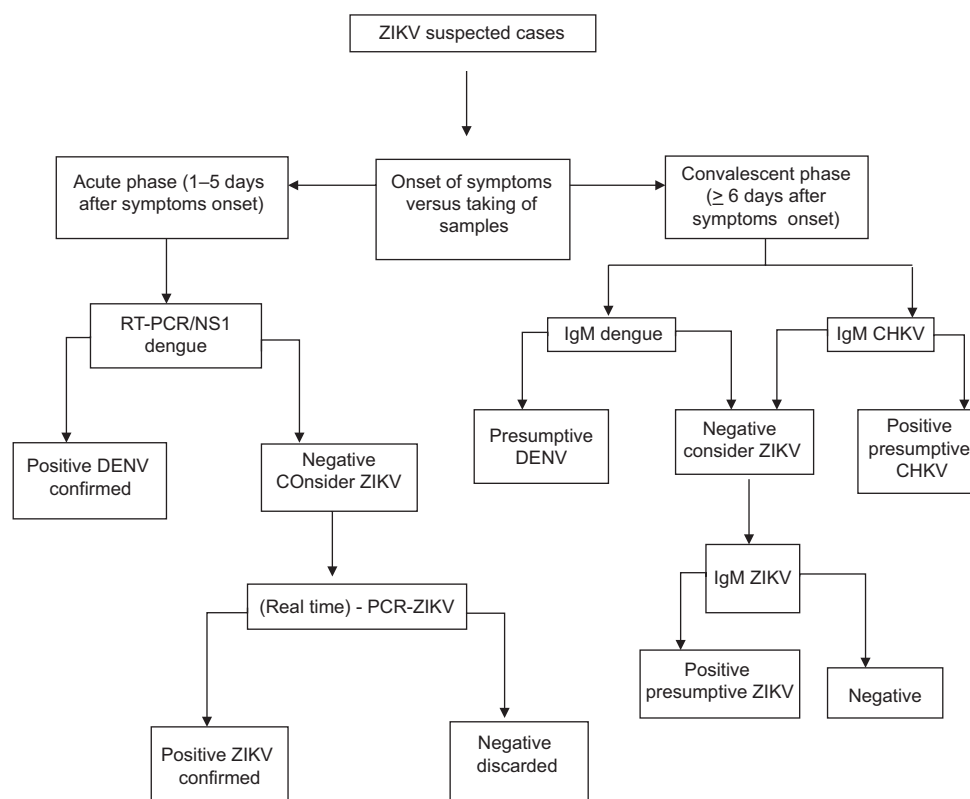 ZIKV suspected cases
Acute phase (1–5 days
after symptoms onset)
Onset of symptoms
versus taking of
samples
Convalescent phase
(≥ 6 days after
symptoms onset)
RT-PCR/NS1
dengue
IgM dengue
IgM CHKV
Positive DENV
confirmed
Negative
COnsider ZIKV
Presumptive
DENV
Negative
consider ZIKV
Positive
presumptive
CHKV
(Real time) - PCR-ZIKV
IgM ZIKV
Positive ZIKV
confirmed
Negative
discarded
Positive
presumptive ZIKV
Negative